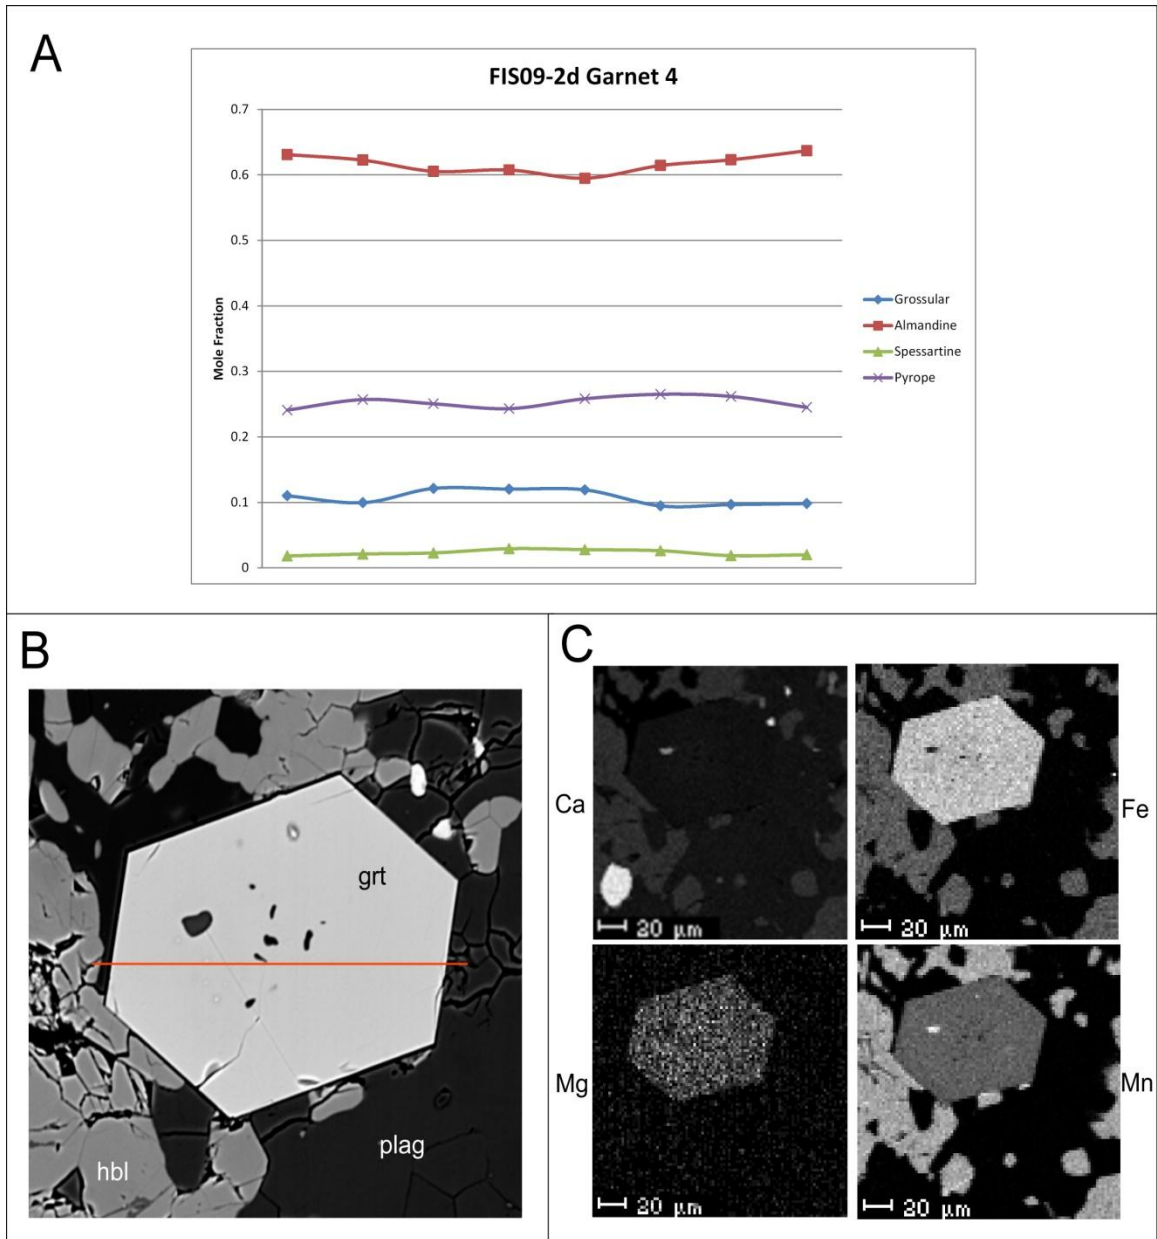 A
FIS09-2d Garnet 4
0.7
0.6
0.5
0.4
0.3
0.2
0.1
0
Mole Fraction
Grossular
Almandine
Spessartine
Pyrope
B
grt
hbl
plag
C
Ca
20 µm
Fe
20 µm
Mg
20 µm
Mn
20 µm